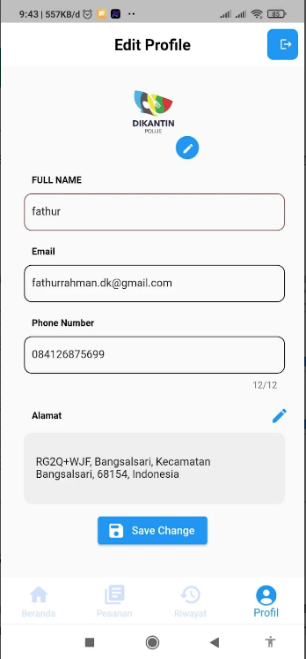 9:43 | 557KB/d
83
Edit Profile
DIKANTIN
POLIJE
FULL NAME
fathur
Email
fathurrahman.dk@gmail.com
Phone Number
084126875699
12/12
Alamat
RG2Q+WJF, Bangsalsari, Kecamatan
Bangsalsari, 68154, Indonesia
Save Change
Beranda
Pesanan
Riwayat
Profil